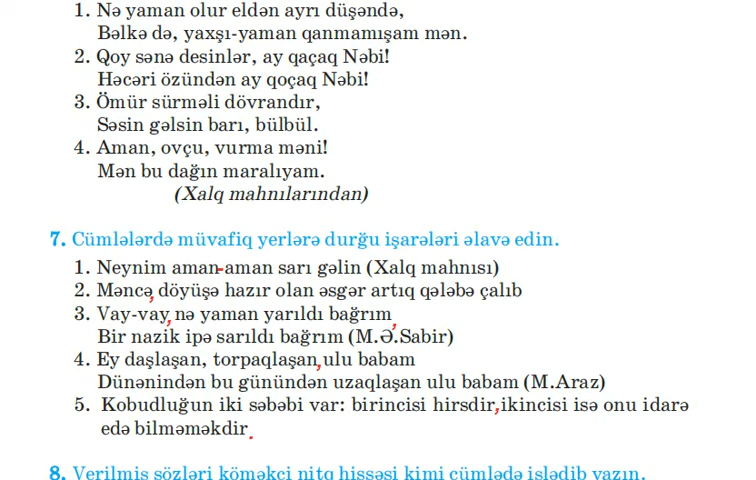 1. Nə yaman olur eldən ayrı düşəndə,
Bəlkə də, yaxşı-yaman qanmamışam mən.
2. Qoy sənə desinlər, ay qaçaq Nəbi!
Həcəri özündən ay qoçaq Nəbi!
3. Ömür sürməli dövrandır,
Səsin gəlsin barı, bülbül.
4. Aman, ovçu, vurma məni!
Mən bu dağın maralıyam.
(Xalq mahnılarından)
7. Cümlələrdə müvafiq yerlərə durğu işarələri əlavə edin.
1. Neynim aman-aman sarı gəlin (Xalq mahnısı)
2. Məncə, döyüşə hazır olan əsgər artıq qələbə çalıb
3. Vay-vay, nə yaman yarıldı bağrım,
Bir nazik ipə sarıldı bağrım (M.Ə.Sabir)
4. Ey daşlaşan, torpaqlaşan, ulu babam
Dünənindən bu günündən uzaqlaşan ulu babam (M.Araz)
5. Kobudluğun iki səbəbi var: birincisi hirsdir, ikincisi isə onu idarə
edə bilməməkdir.
8. Verilmiş sözləri köməkçi nitq hissəsi kimi cümlədə işlədib yazın.